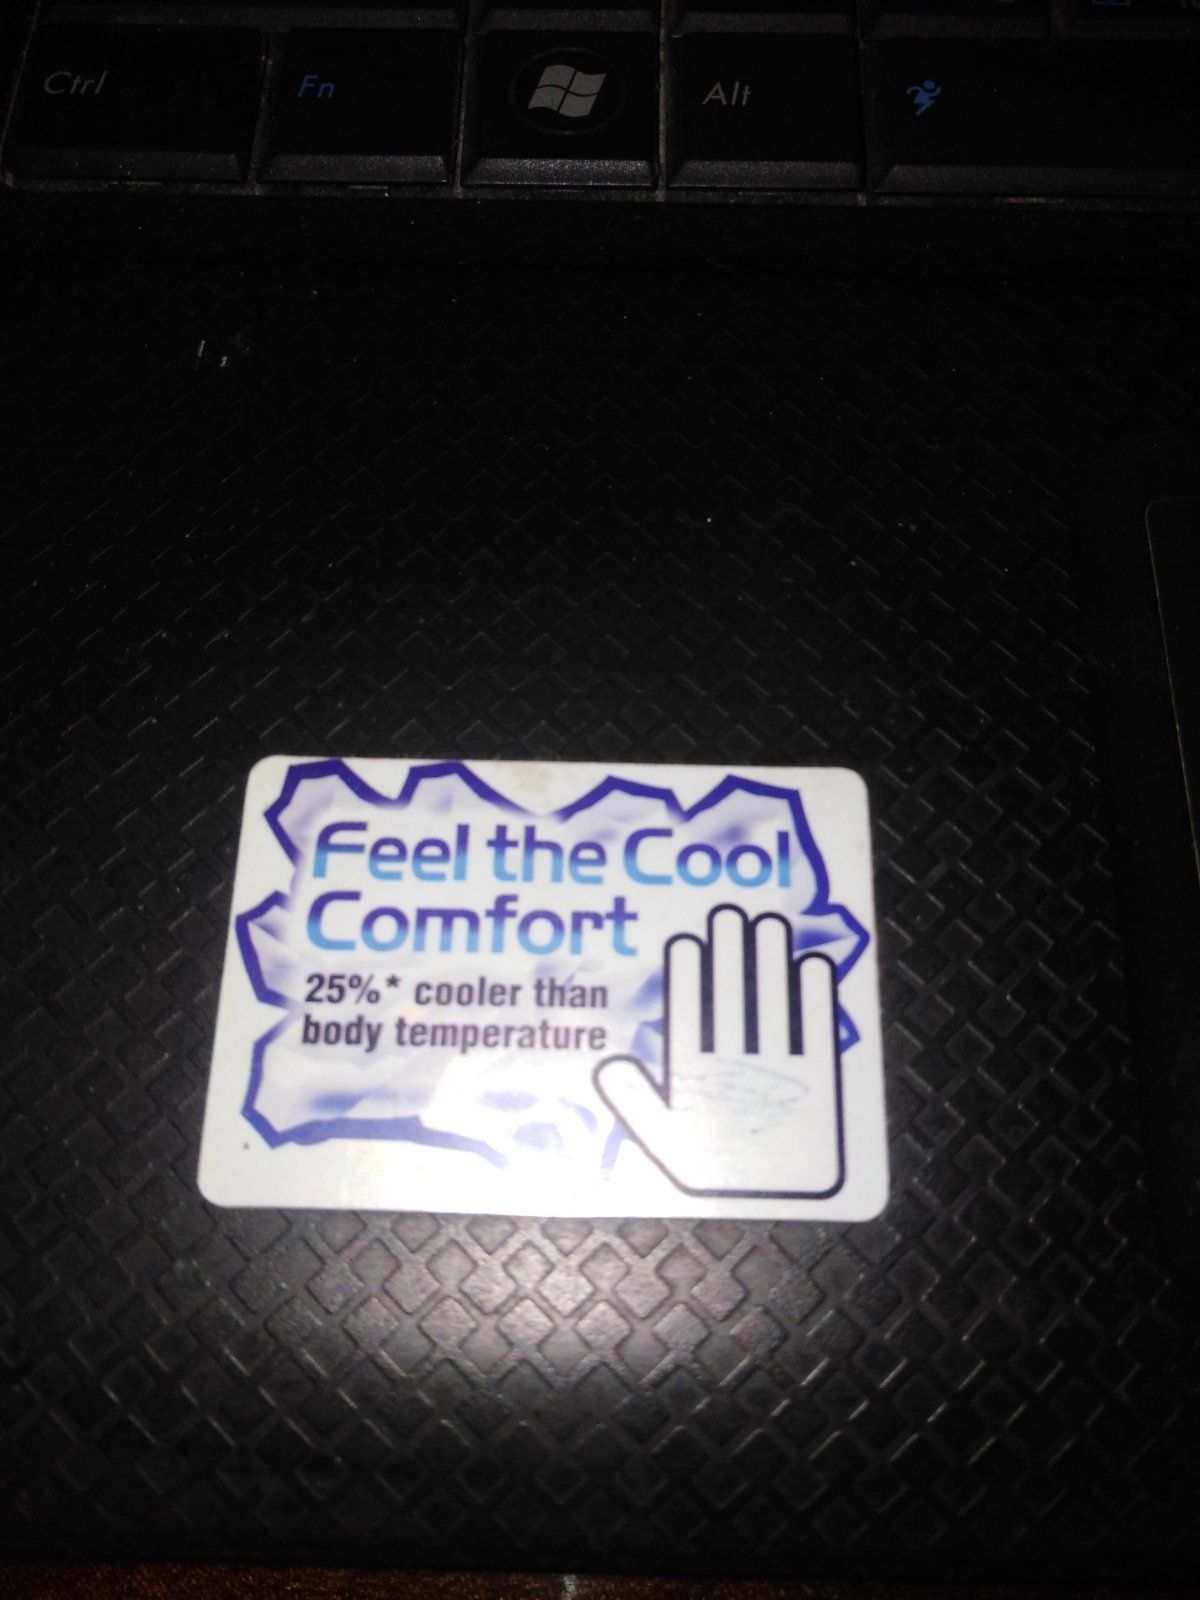 Ctrl Fn Alt
Feel the Cool
Comfort
25%* cooler than
body temperature